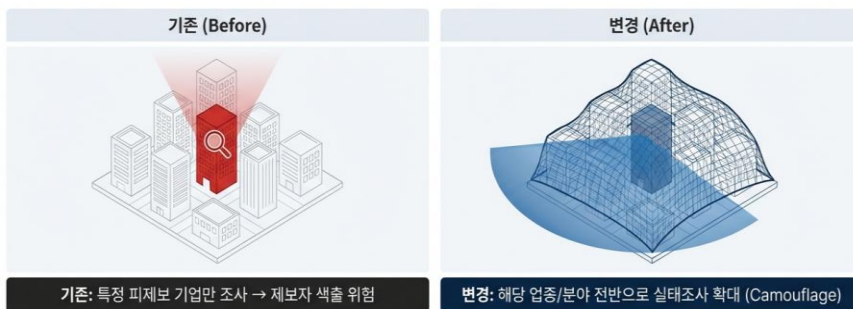 기존 (Before)
변경 (After)
기존: 특정 피제보 기업만 조사 → 제보자 색출 위험
변경: 해당 업종/분야 전반으로 실태조사 확대 (Camouflage)